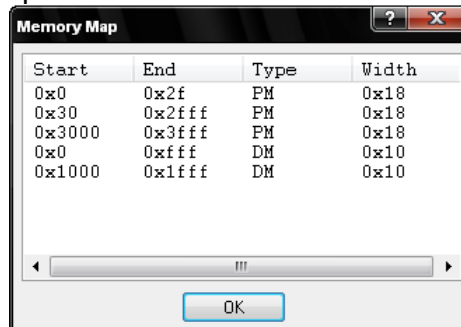 Memory Map
Start End Type Width
0x0 0x2f PM 0x18
0x30 0x2fff PM 0x18
0x3000 0x3fff PM 0x18
0x0 0xfff DM 0x10
0x1000 0x1fff DM 0x10
OK